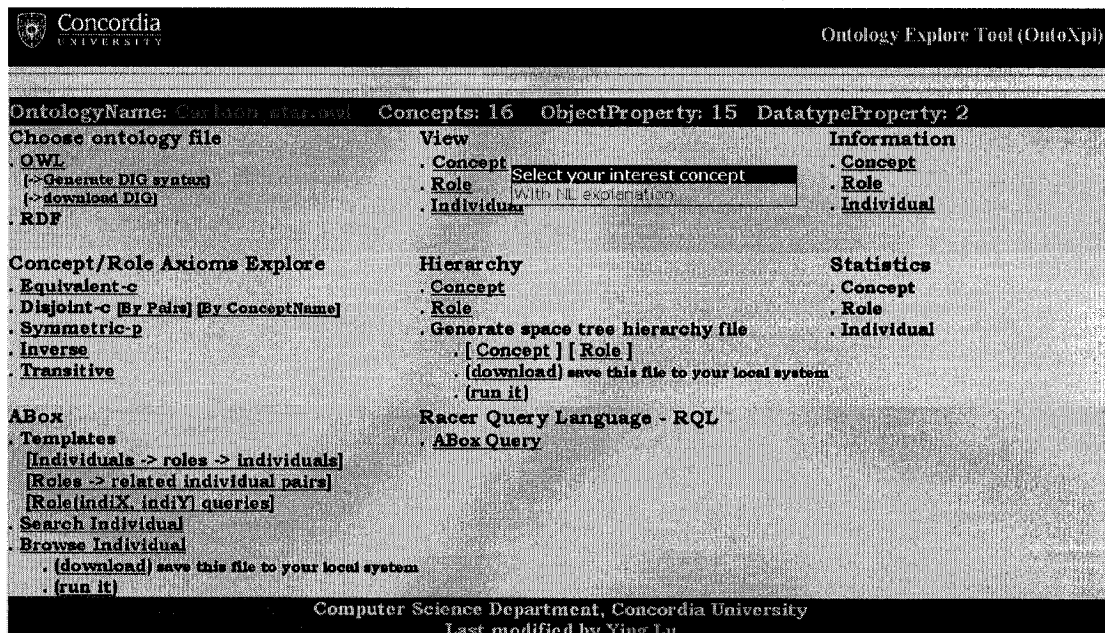 Concordia
UNIVERSITY
Ontology Explore Tool (OntoXpl)
OntologyName: Cartoon star.owl Concepts: 16 ObjectProperty: 15 DatatypeProperty: 2
Choose ontology file
. OWL
(->Generate DIG syntax)
(->download DIG]
. RDF
View
. Concept
. Role
. Individual
Select your interest concept
With NL explenation
Information
. Concept
. Role
. Individual
Concept/Role Axioms Explore
. Equivalent-c
. Disjoint-c [By Pairs] [By ConceptName]
. Symmetric-p
. Inverse
. Transitive
Hierarchy
. Concept
. Role
. Generate space tree hierarchy file
. [ Concept ] [ Role ]
. (download) save this file to your local system
. (run it)
Statistics
. Concept
. Role
. Individual
ABox
. Templates
[Individuals -> roles -> individuals]
[Roles -> related individual pairs]
[Role(indiX, indiY) queries]
. Search Individual
. Browse Individual
. (download) save this file to your local system
. (run it)
Racer Query Language - RQL
. ABox Query
Computer Science Department, Concordia University
Last modified by Ying Lu